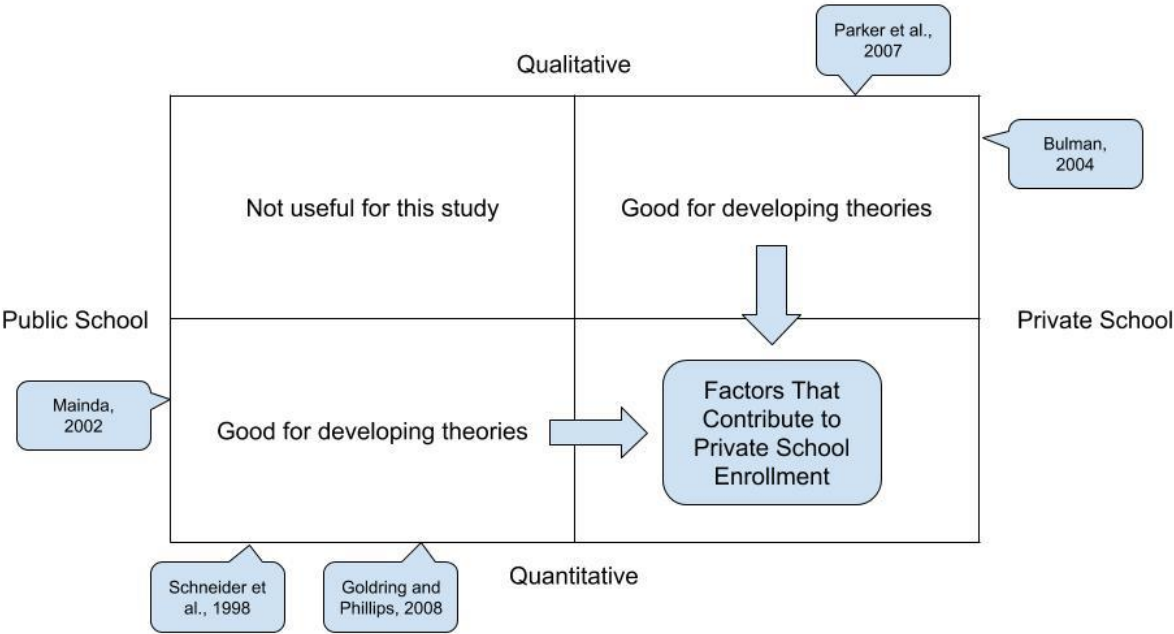 Parker et al.,
2007
Qualitative
Bulman,
2004
Not useful for this study
Good for developing theories
Public School
Private School
Mainda,
2002
Good for developing theories
Factors That
Contribute to
Private School
Enrollment
Schneider et
al., 1998
Goldring and
Phillips, 2008
Quantitative